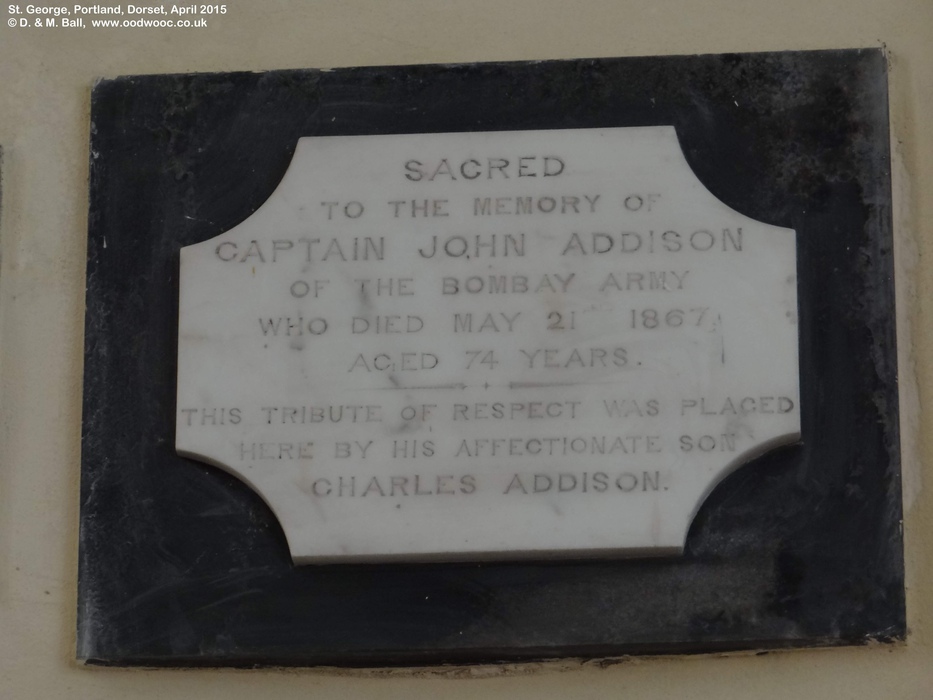 St. George, Portland, Dorset, April 2015
© D. & M. Ball, www.oodwooc.co.uk
SACRED
TO THE MEMORY OF
CAPTAIN JOHN ADDISON
OF THE BOMBAY ARMY
WHO DIED MAY 21 1867,
AGED 74 YEARS.
THIS TRIBUTE OF RESPECT WAS PLACED
HERE BY HIS AFFECTIONATE SON
CHARLES ADDISON.